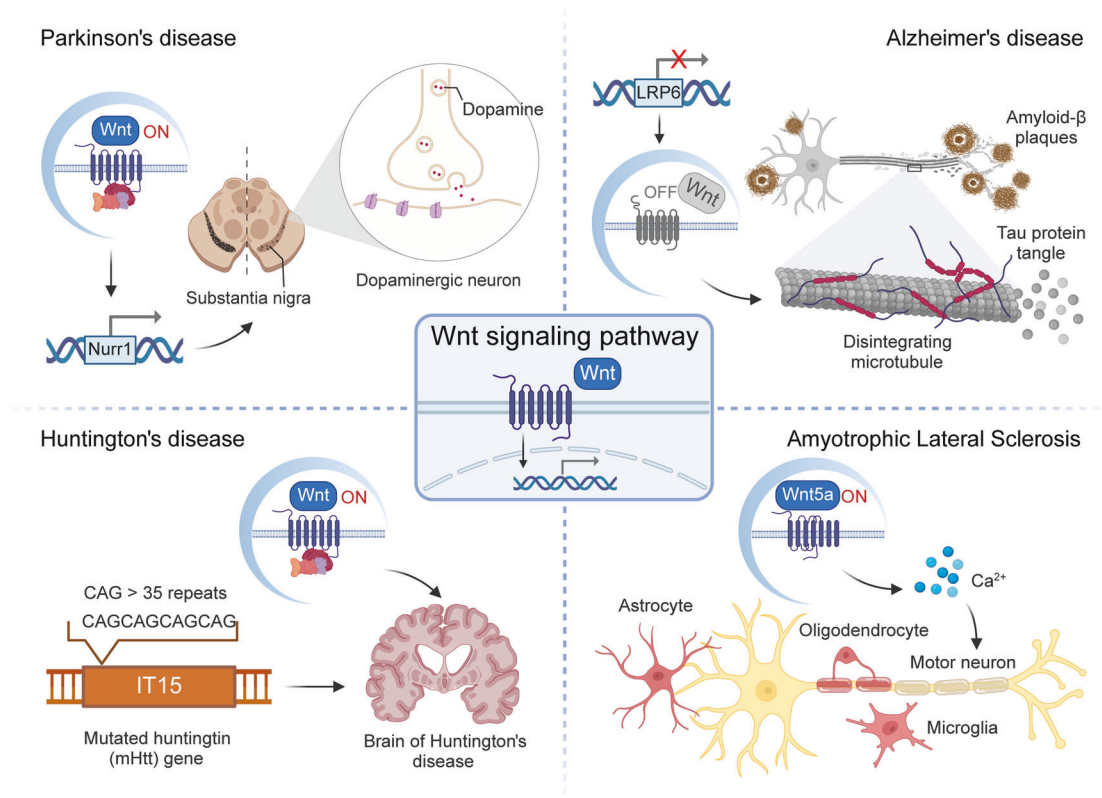 Parkinson's disease
Wnt ON
Dopamine
Substantia nigra
Dopaminergic neuron
Nurr1
Alzheimer's disease
LRP6
X
Amyloid-β
plaques
OFF Wnt
Tau protein
tangle
Disintegrating
microtubule
Wnt signaling pathway
Wnt
Huntington's disease
Wnt ON
CAG > 35 repeats
CAGCAGCAGCAG
IT15
Mutated huntingtin
(mHtt) gene
Brain of Huntington's
disease
Amyotrophic Lateral Sclerosis
Wnt5a ON
Ca²⁺
Astrocyte
Oligodendrocyte
Motor neuron
Microglia